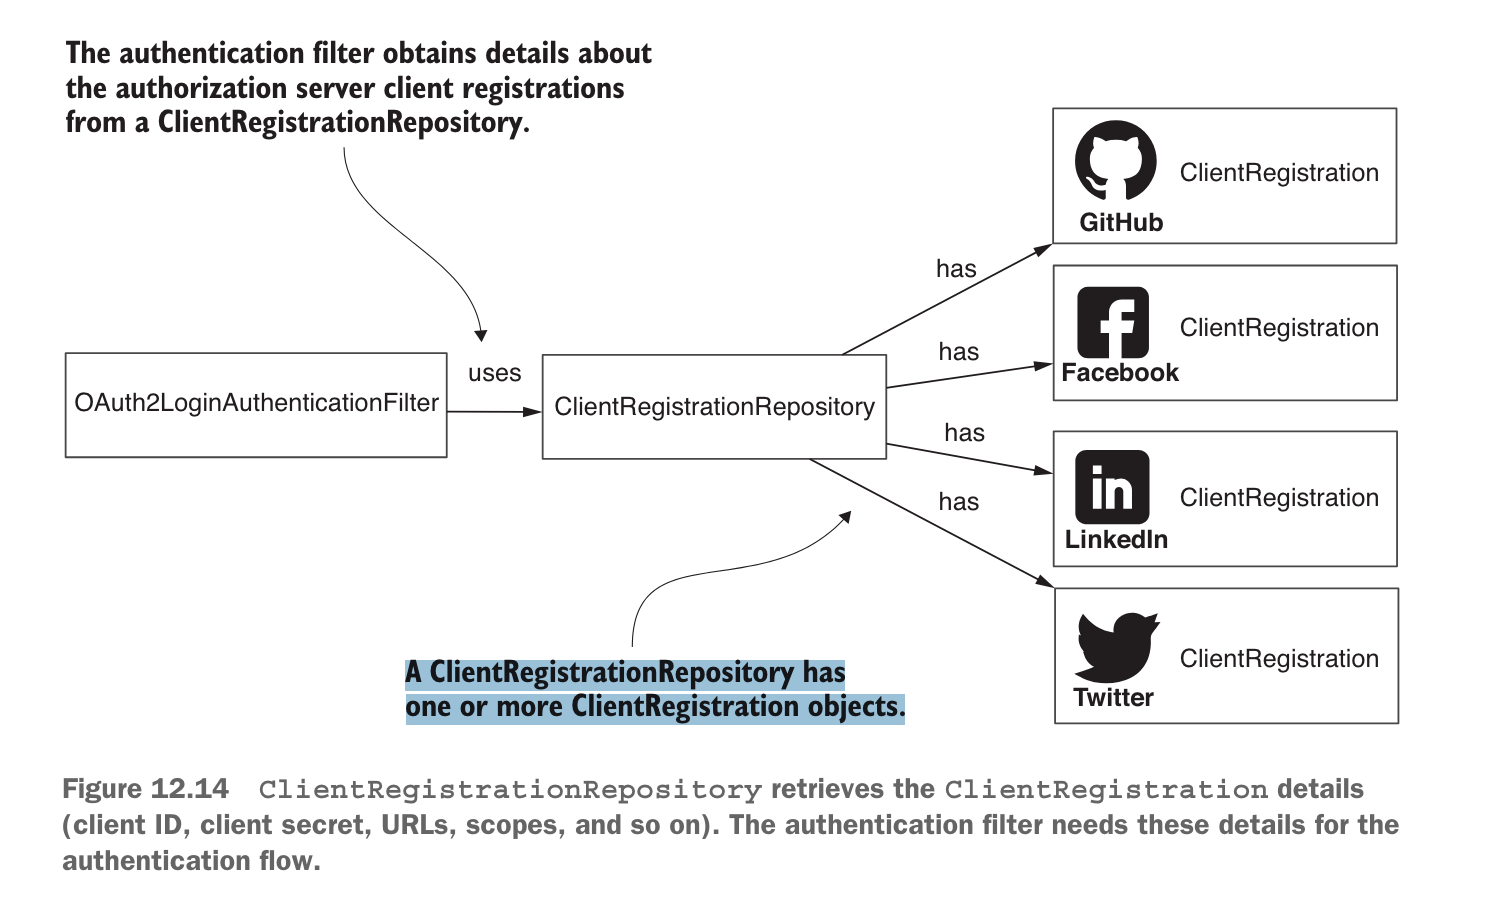 The authentication filter obtains details about
the authorization server client registrations
from a ClientRegistrationRepository.
OAuth2LoginAuthenticationFilter
uses
ClientRegistrationRepository
has
has
has
has
ClientRegistration
GitHub
ClientRegistration
Facebook
ClientRegistration
LinkedIn
ClientRegistration
Twitter
A ClientRegistrationRepository has
one or more ClientRegistration objects.
Figure 12.14 ClientRegistrationRepository retrieves the ClientRegistration details
(client ID, client secret, URLs, scopes, and so on). The authentication filter needs these details for the
authentication flow.